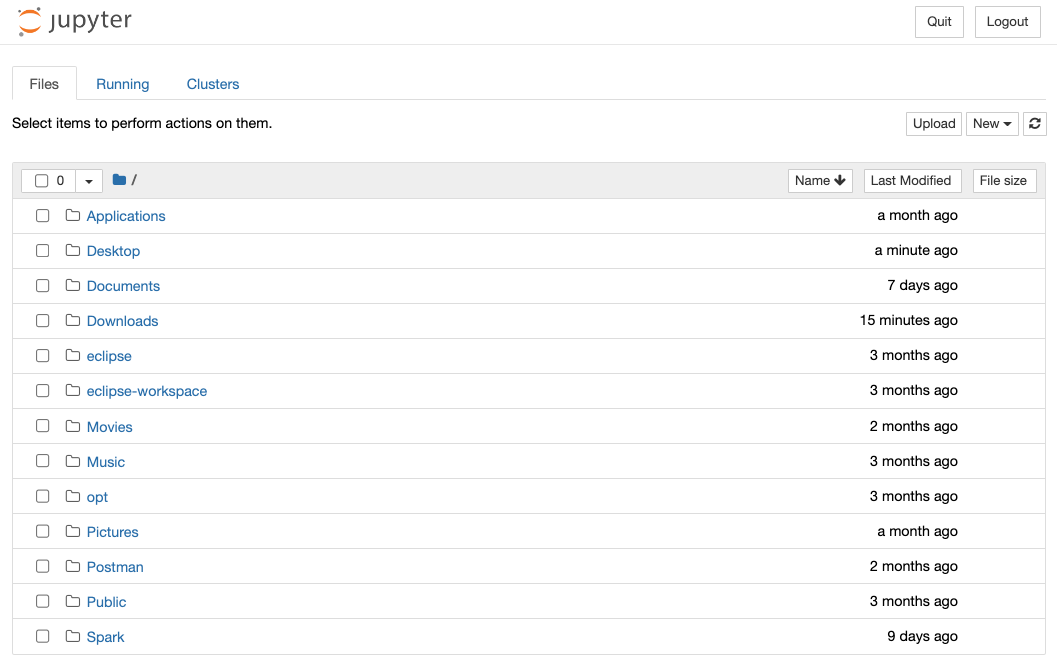 jupyter Quit Logout
Files Running Clusters
Select items to perform actions on them. Upload New
0 / Name Last Modified File size
Applications a month ago
Desktop a minute ago
Documents 7 days ago
Downloads 15 minutes ago
eclipse 3 months ago
eclipse-workspace 3 months ago
Movies 2 months ago
Music 3 months ago
opt 3 months ago
Pictures a month ago
Postman 2 months ago
Public 3 months ago
Spark 9 days ago